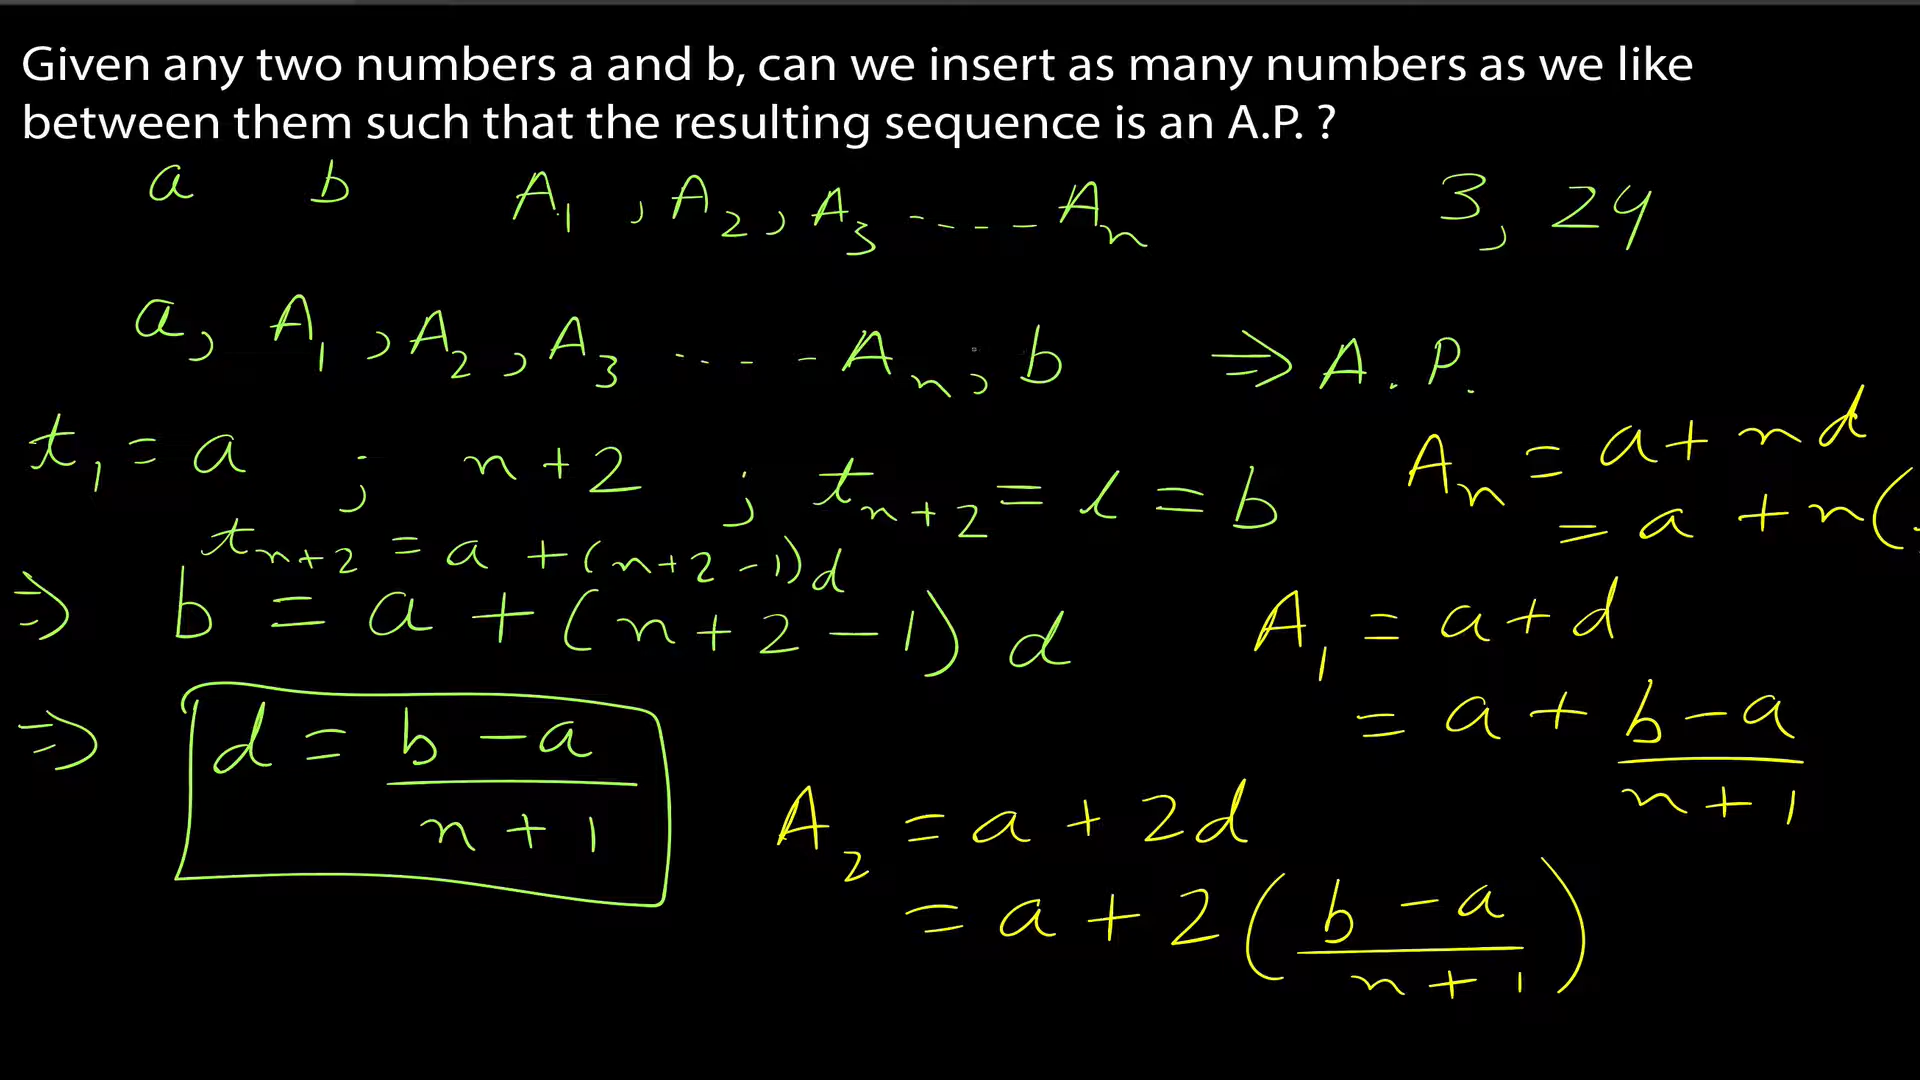 Given any two numbers a and b, can we insert as many numbers as we like
between them such that the resulting sequence is an A.P. ?
a b A₁ , A₂ , A₃ ---- Aₙ 3, 24
a, A₁ , A₂ , A₃ ---- Aₙ, b ⇒ A.P.
t₁ = a ; n+2 ; tₙ₊₂ = l = b
Aₙ = a + nd
= a + n(
tₙ₊₂ = a + (n+2-1)d
⇒ b = a + (n+2-1) d
A₁ = a + d
= a + (b-a)/(n+1)
⇒ d = (b-a)/(n+1)
A₂ = a + 2d
= a + 2((b-a)/(n+1))